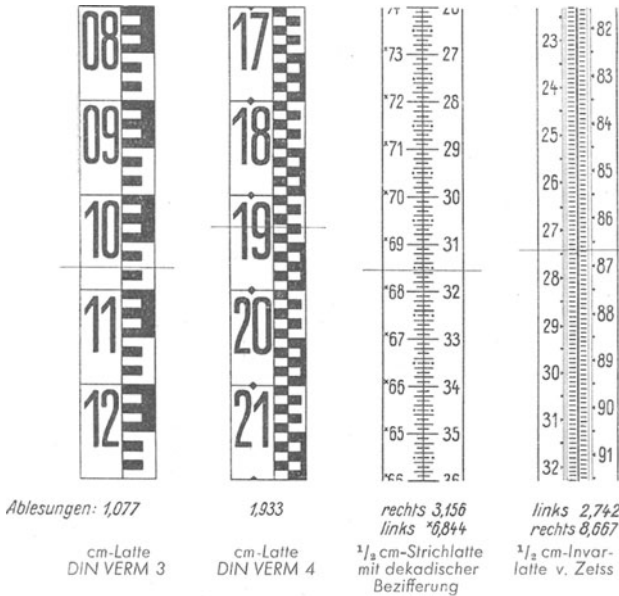 08
09
10
11
12
17
18
19
20
21
*73 27
*72 28
*71 29
*70 30
*69 31
*68 32
*67 33
*66 34
*65 35
23
24
25
26
27
28
29
30
31
32
82
83
84
85
86
87
88
89
90
91
Ablesungen: 1,077
cm-Latte
DIN VERM 3
1,933
cm-Latte
DIN VERM 4
rechts 3,156
links *6,844
1/2 cm-Strichlatte
mit dekadischer
Bezifferung
links 2,742
rechts 8,667
1/2 cm-Invar-
latte v. Zetss